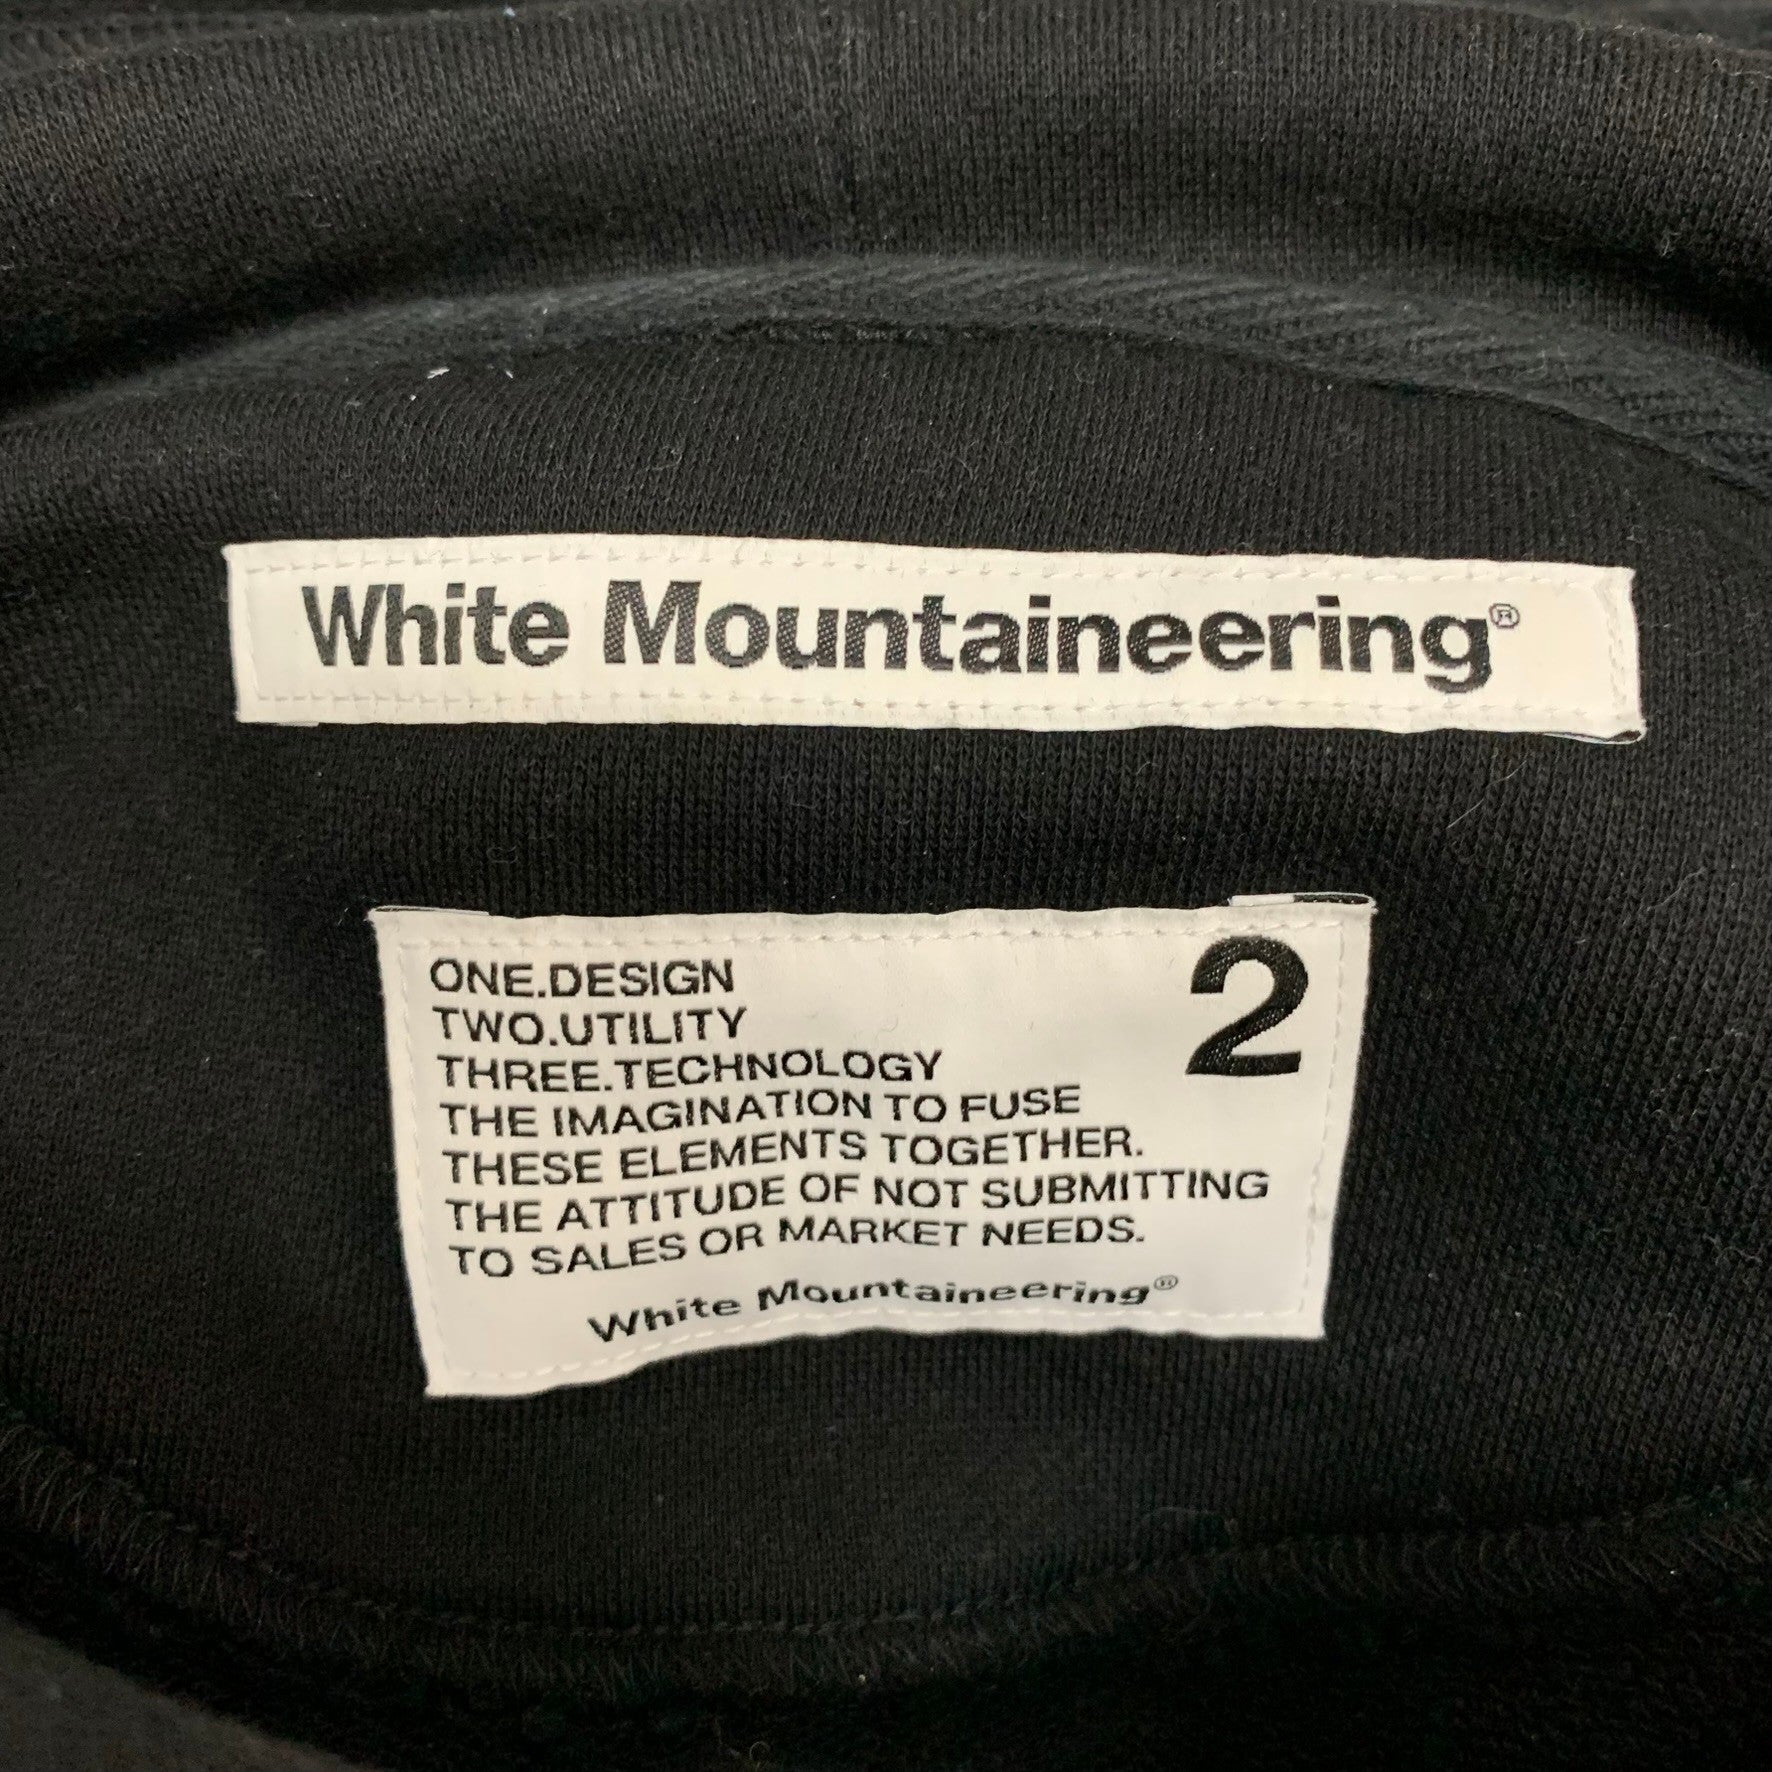 White Mountaineering®
2
ONE.DESIGN
TWO.UTILITY
THREE.TECHNOLOGY
THE IMAGINATION TO FUSE
THESE ELEMENTS TOGETHER.
THE ATTITUDE OF NOT SUBMITTING
TO SALES OR MARKET NEEDS.
White Mountaineering®